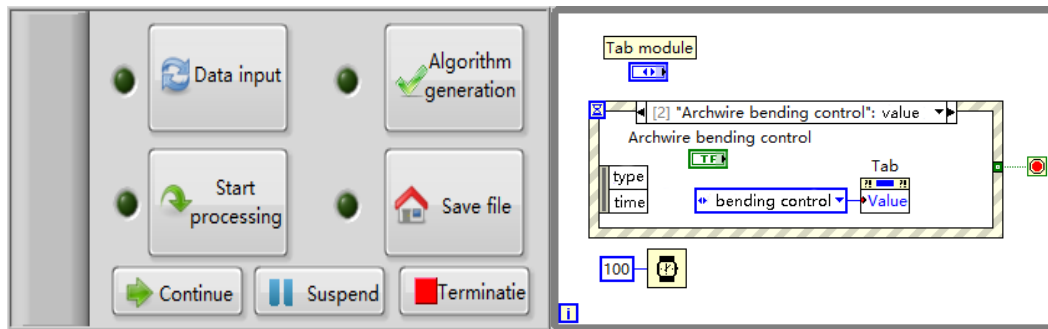 Data input
Algorithm
generation
Start
processing
Save file
Continue
Suspend
Terminatie
Tab module
[2] "Archwire bending control": value
Archwire bending control
TF
type
time
Tab
?! ?!
bending control
Value
100
i